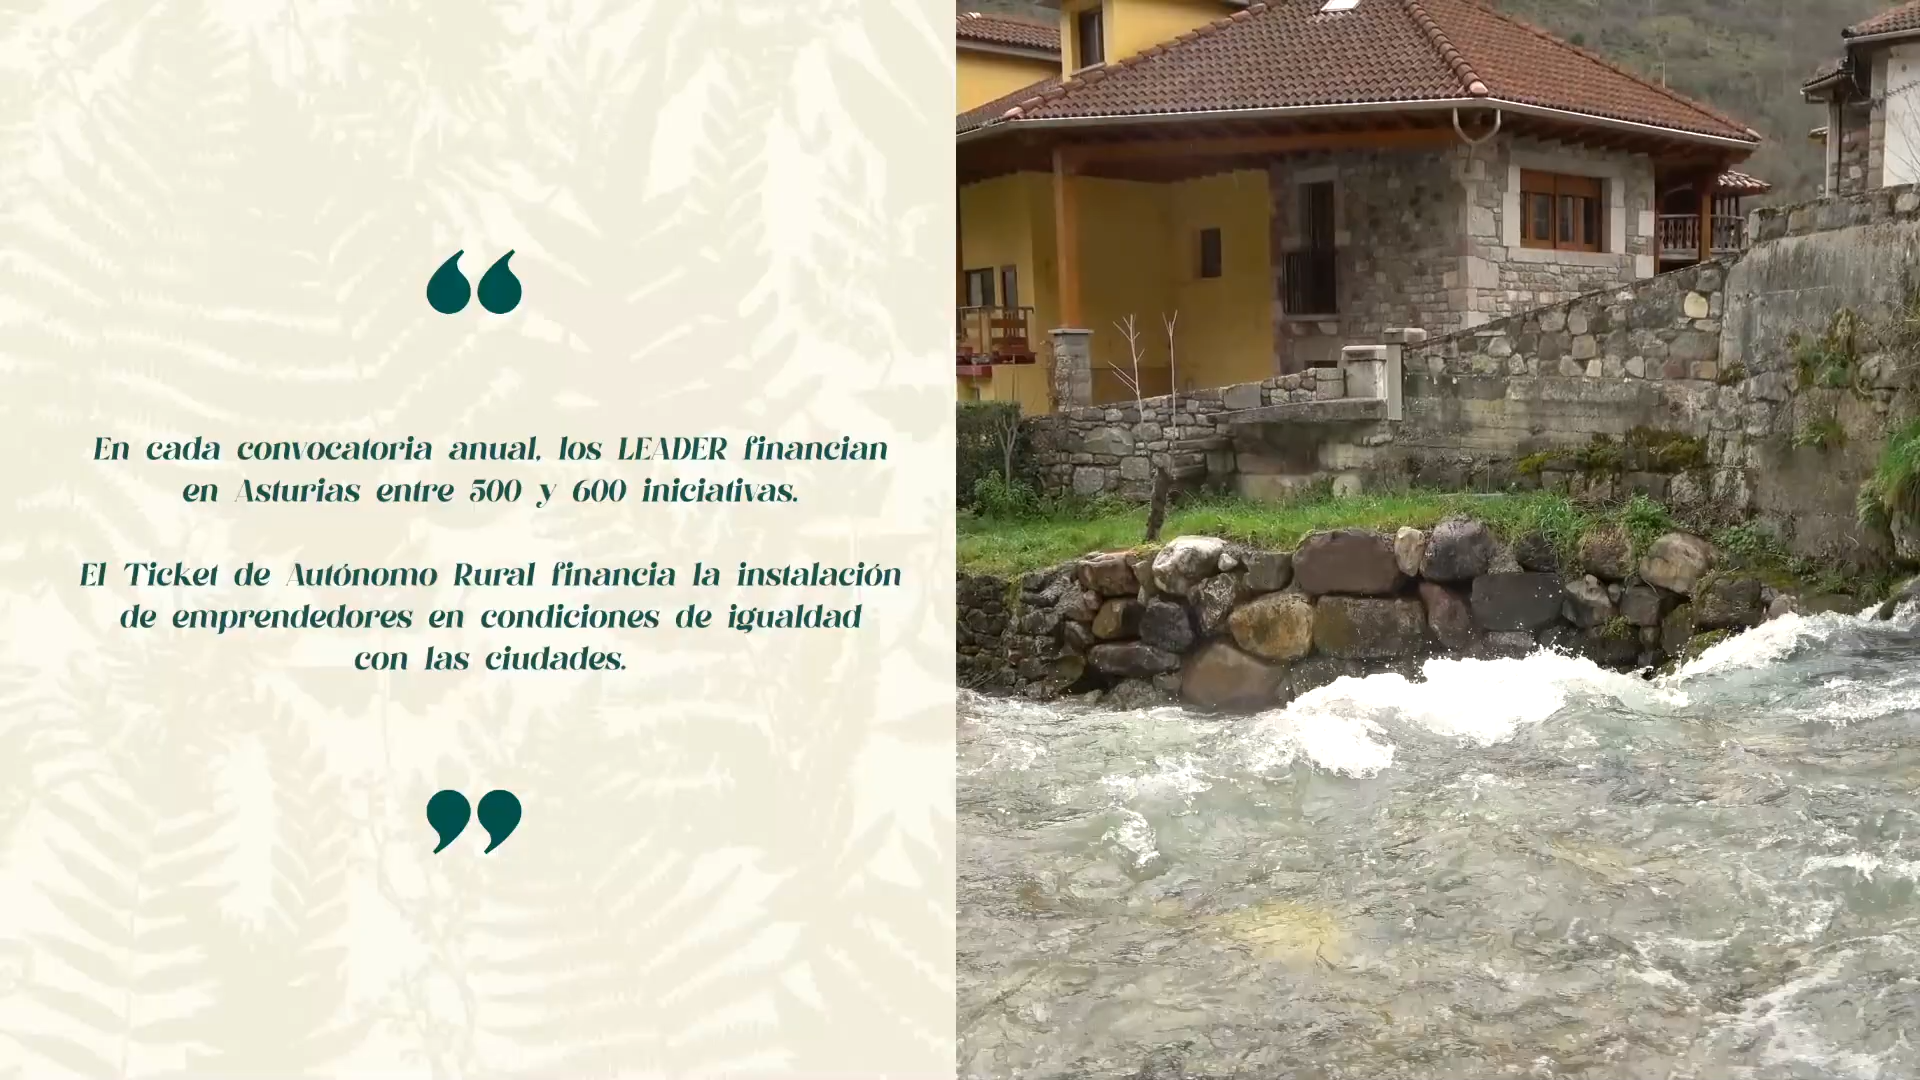 “
En cada convocatoria anual, los LEADER financian
en Asturias entre 500 y 600 iniciativas.
El Ticket de Autónomo Rural financia la instalación
de emprendedores en condiciones de igualdad
con las ciudades.
”